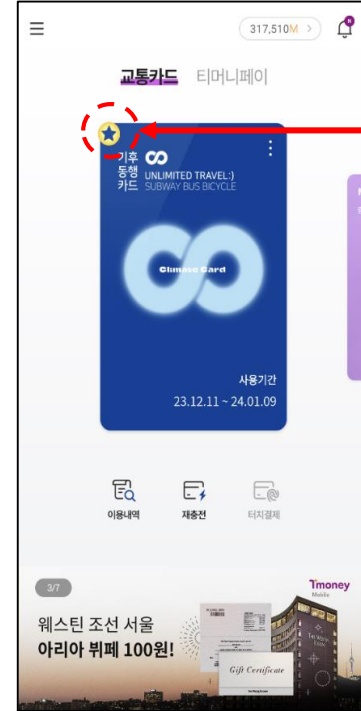 317,510M >
교통카드 티머니페이
기후
동행
카드
UNLIMITED TRAVEL:)
SUBWAY BUS BICYCLE
Climate Card
사용기간
23.12.11 ~ 24.01.09
이용내역 재충전 터치결제
3/7
Tmoney
Mobile
웨스틴 조선 서울
아리아 뷔페 100원!
Gift Certificate